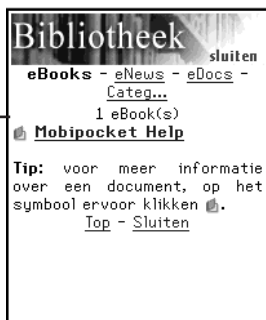 Bibliotheek
sluiten
eBooks - eNews - eDocs -
Categ...
1 eBook(s)
Mobipocket Help
Tip: voor meer informatie
over een document, op het
symbool ervoor klikken .
Top - Sluiten